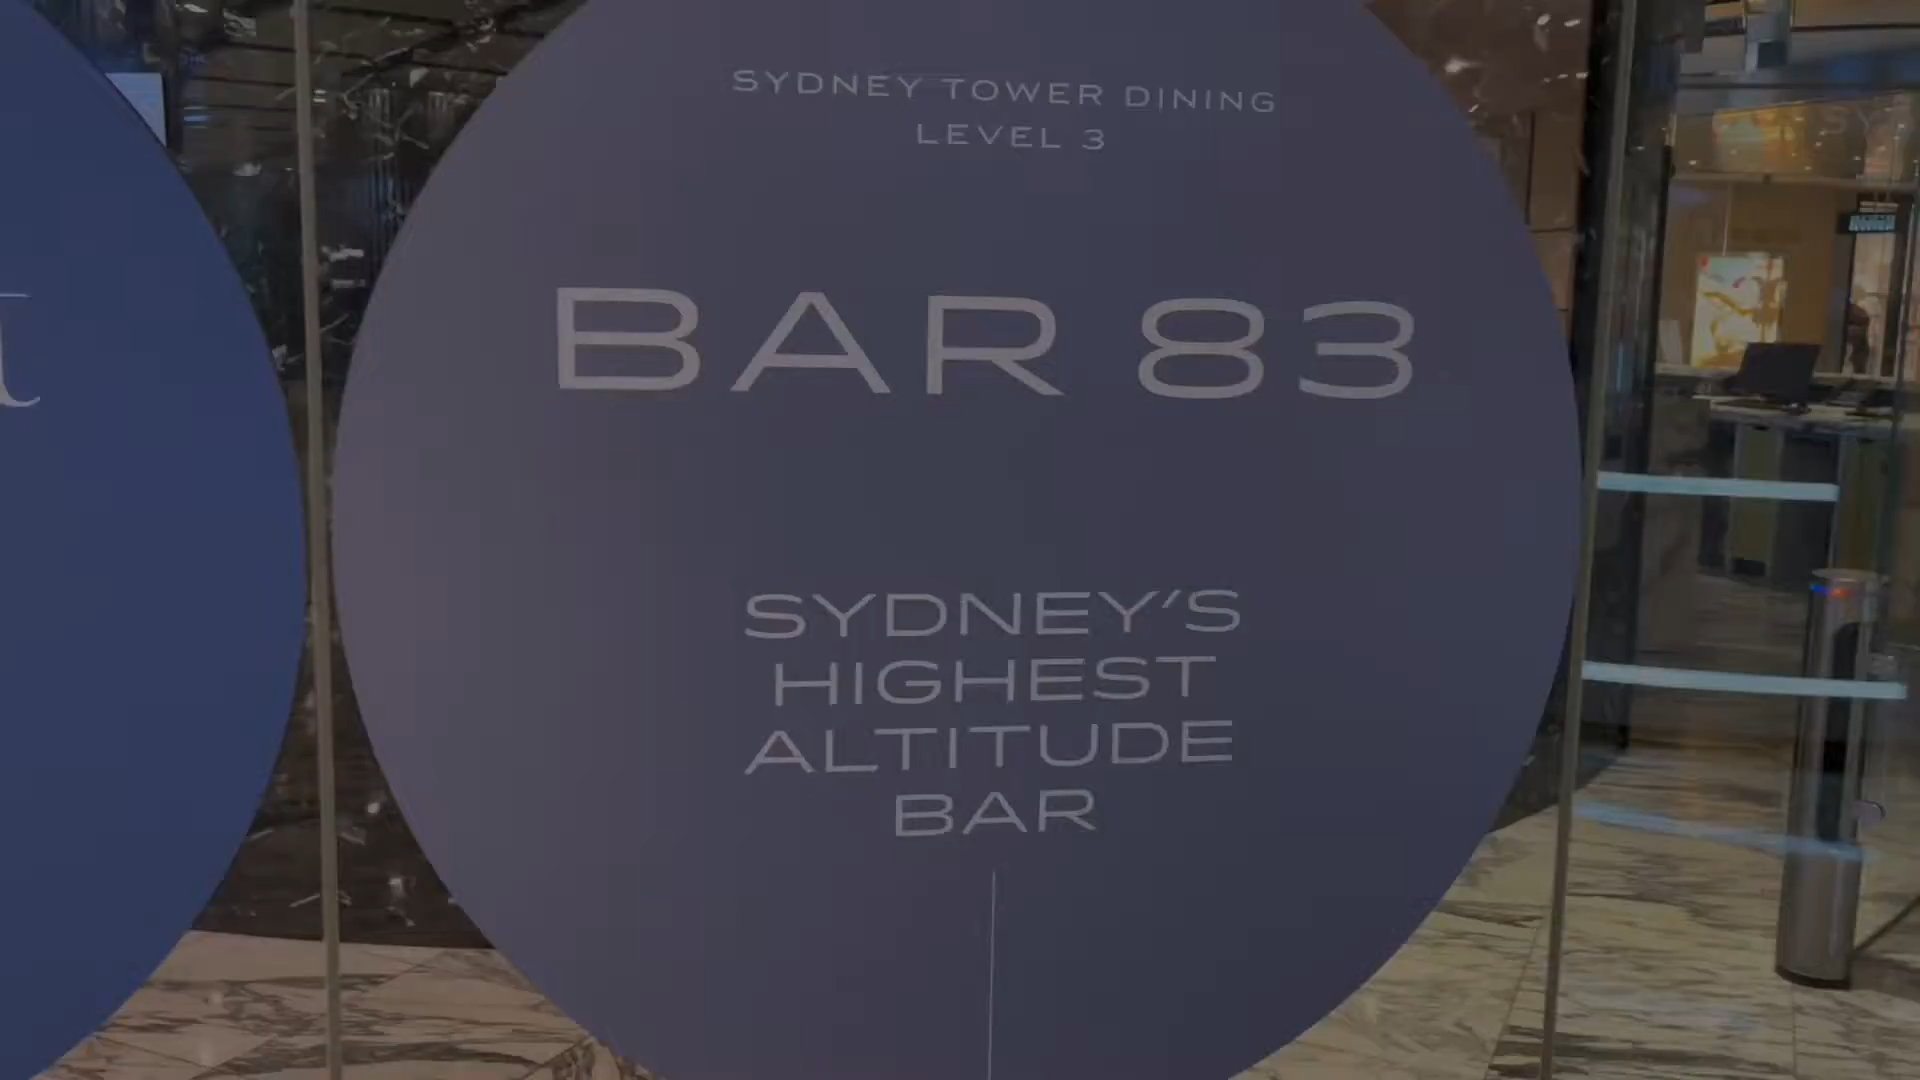 SYDNEY TOWER DINING
LEVEL 3
BAR 83
SYDNEY'S
HIGHEST
ALTITUDE
BAR